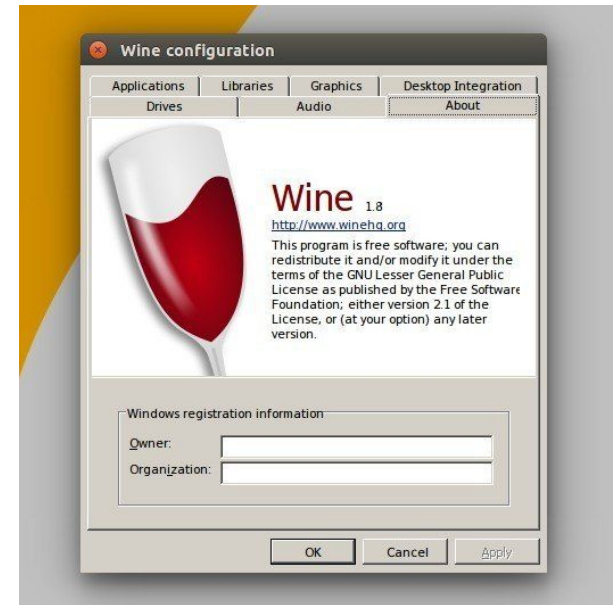 Wine configuration
Applications Libraries Graphics Desktop Integration
Drives Audio About
Wine 1.8
http://www.winehq.org
This program is free software; you can
redistribute it and/or modify it under the
terms of the GNU Lesser General Public
License as published by the Free Software
Foundation; either version 2.1 of the
License, or (at your option) any later
version.
Windows registration information
Owner:
Organization:
OK Cancel Apply